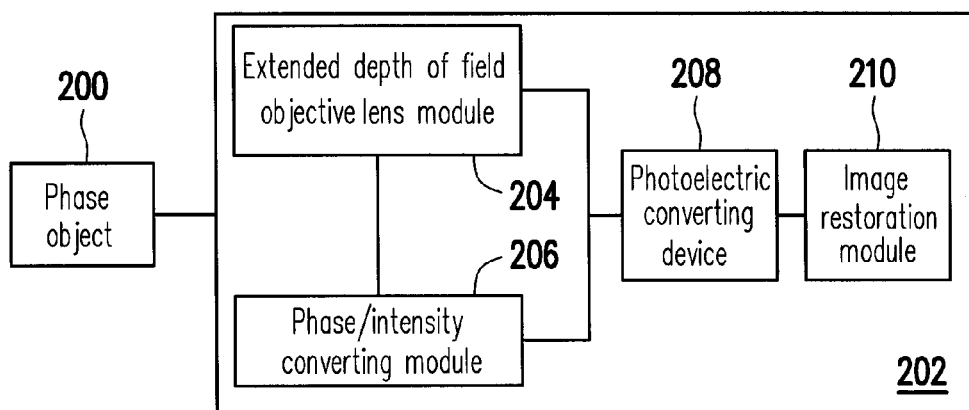 200
Phase
object
Extended depth of field
objective lens module
204
206
Phase/intensity
converting module
208
Photoelectric
converting
device
210
Image
restoration
module
202